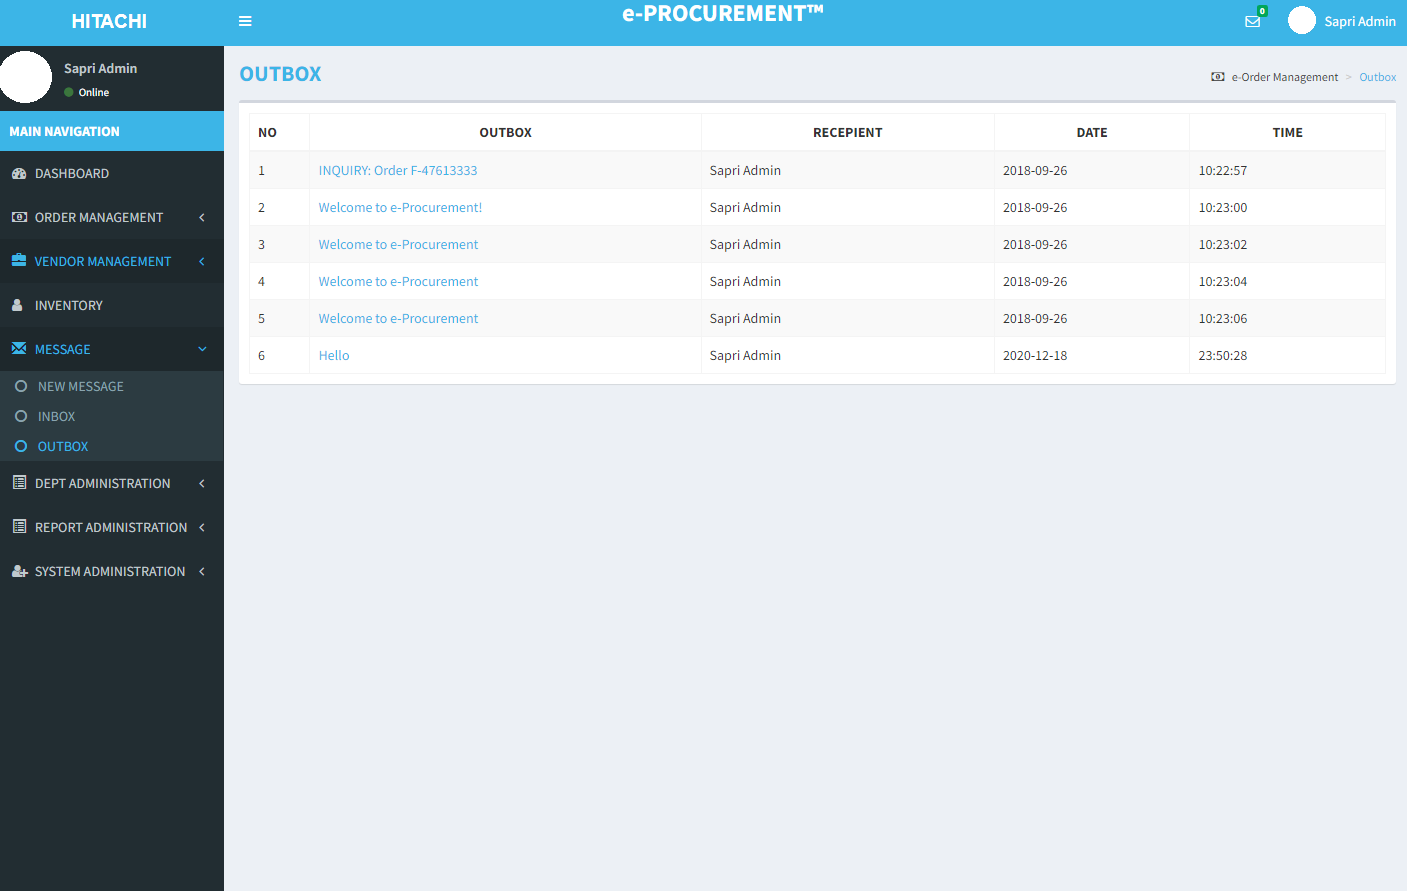 HITACHI
e-PROCUREMENT™
0
Sapri Admin
Sapri Admin
Online
MAIN NAVIGATION
DASHBOARD
ORDER MANAGEMENT
VENDOR MANAGEMENT
INVENTORY
MESSAGE
NEW MESSAGE
INBOX
OUTBOX
DEPT ADMINISTRATION
REPORT ADMINISTRATION
SYSTEM ADMINISTRATION
OUTBOX
e-Order Management > Outbox
NO OUTBOX RECEPIENT DATE TIME
1 INQUIRY: Order F-47613333 Sapri Admin 2018-09-26 10:22:57
2 Welcome to e-Procurement! Sapri Admin 2018-09-26 10:23:00
3 Welcome to e-Procurement Sapri Admin 2018-09-26 10:23:02
4 Welcome to e-Procurement Sapri Admin 2018-09-26 10:23:04
5 Welcome to e-Procurement Sapri Admin 2018-09-26 10:23:06
6 Hello Sapri Admin 2020-12-18 23:50:28